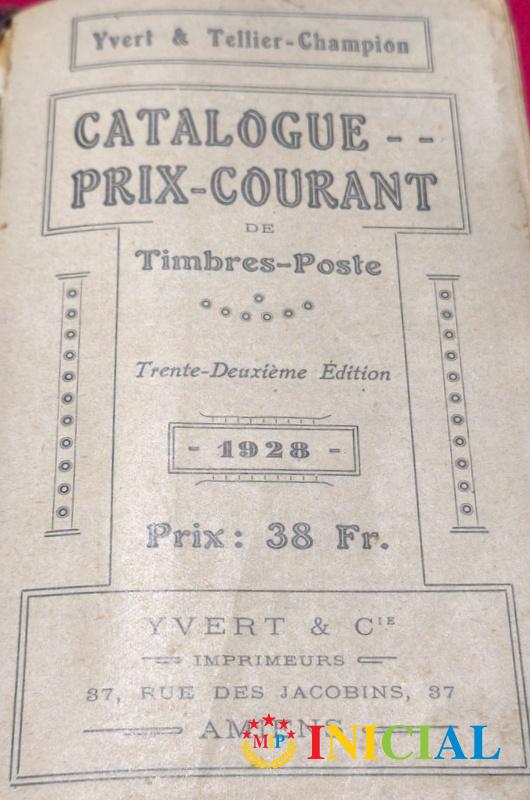 Yvert & Tellier-Champion
CATALOGUE - -
PRIX-COURANT
DE
Timbres-Poste
Trente-Deuxième Édition
- 1928 -
Prix : 38 Fr.
YVERT & CIE
IMPRIMEURS
37, RUE DES JACOBINS, 37
AMIENS
MP INICIAL